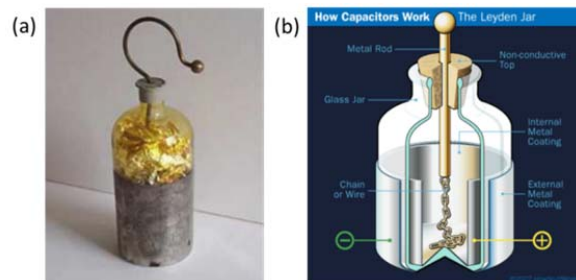 (a)
(b)
How Capacitors Work The Leyden Jar
Metal Rod
Non-conductive
Top
Glass Jar
Internal
Metal
Coating
Chain
or Wire
External
Metal
Coating
−
+